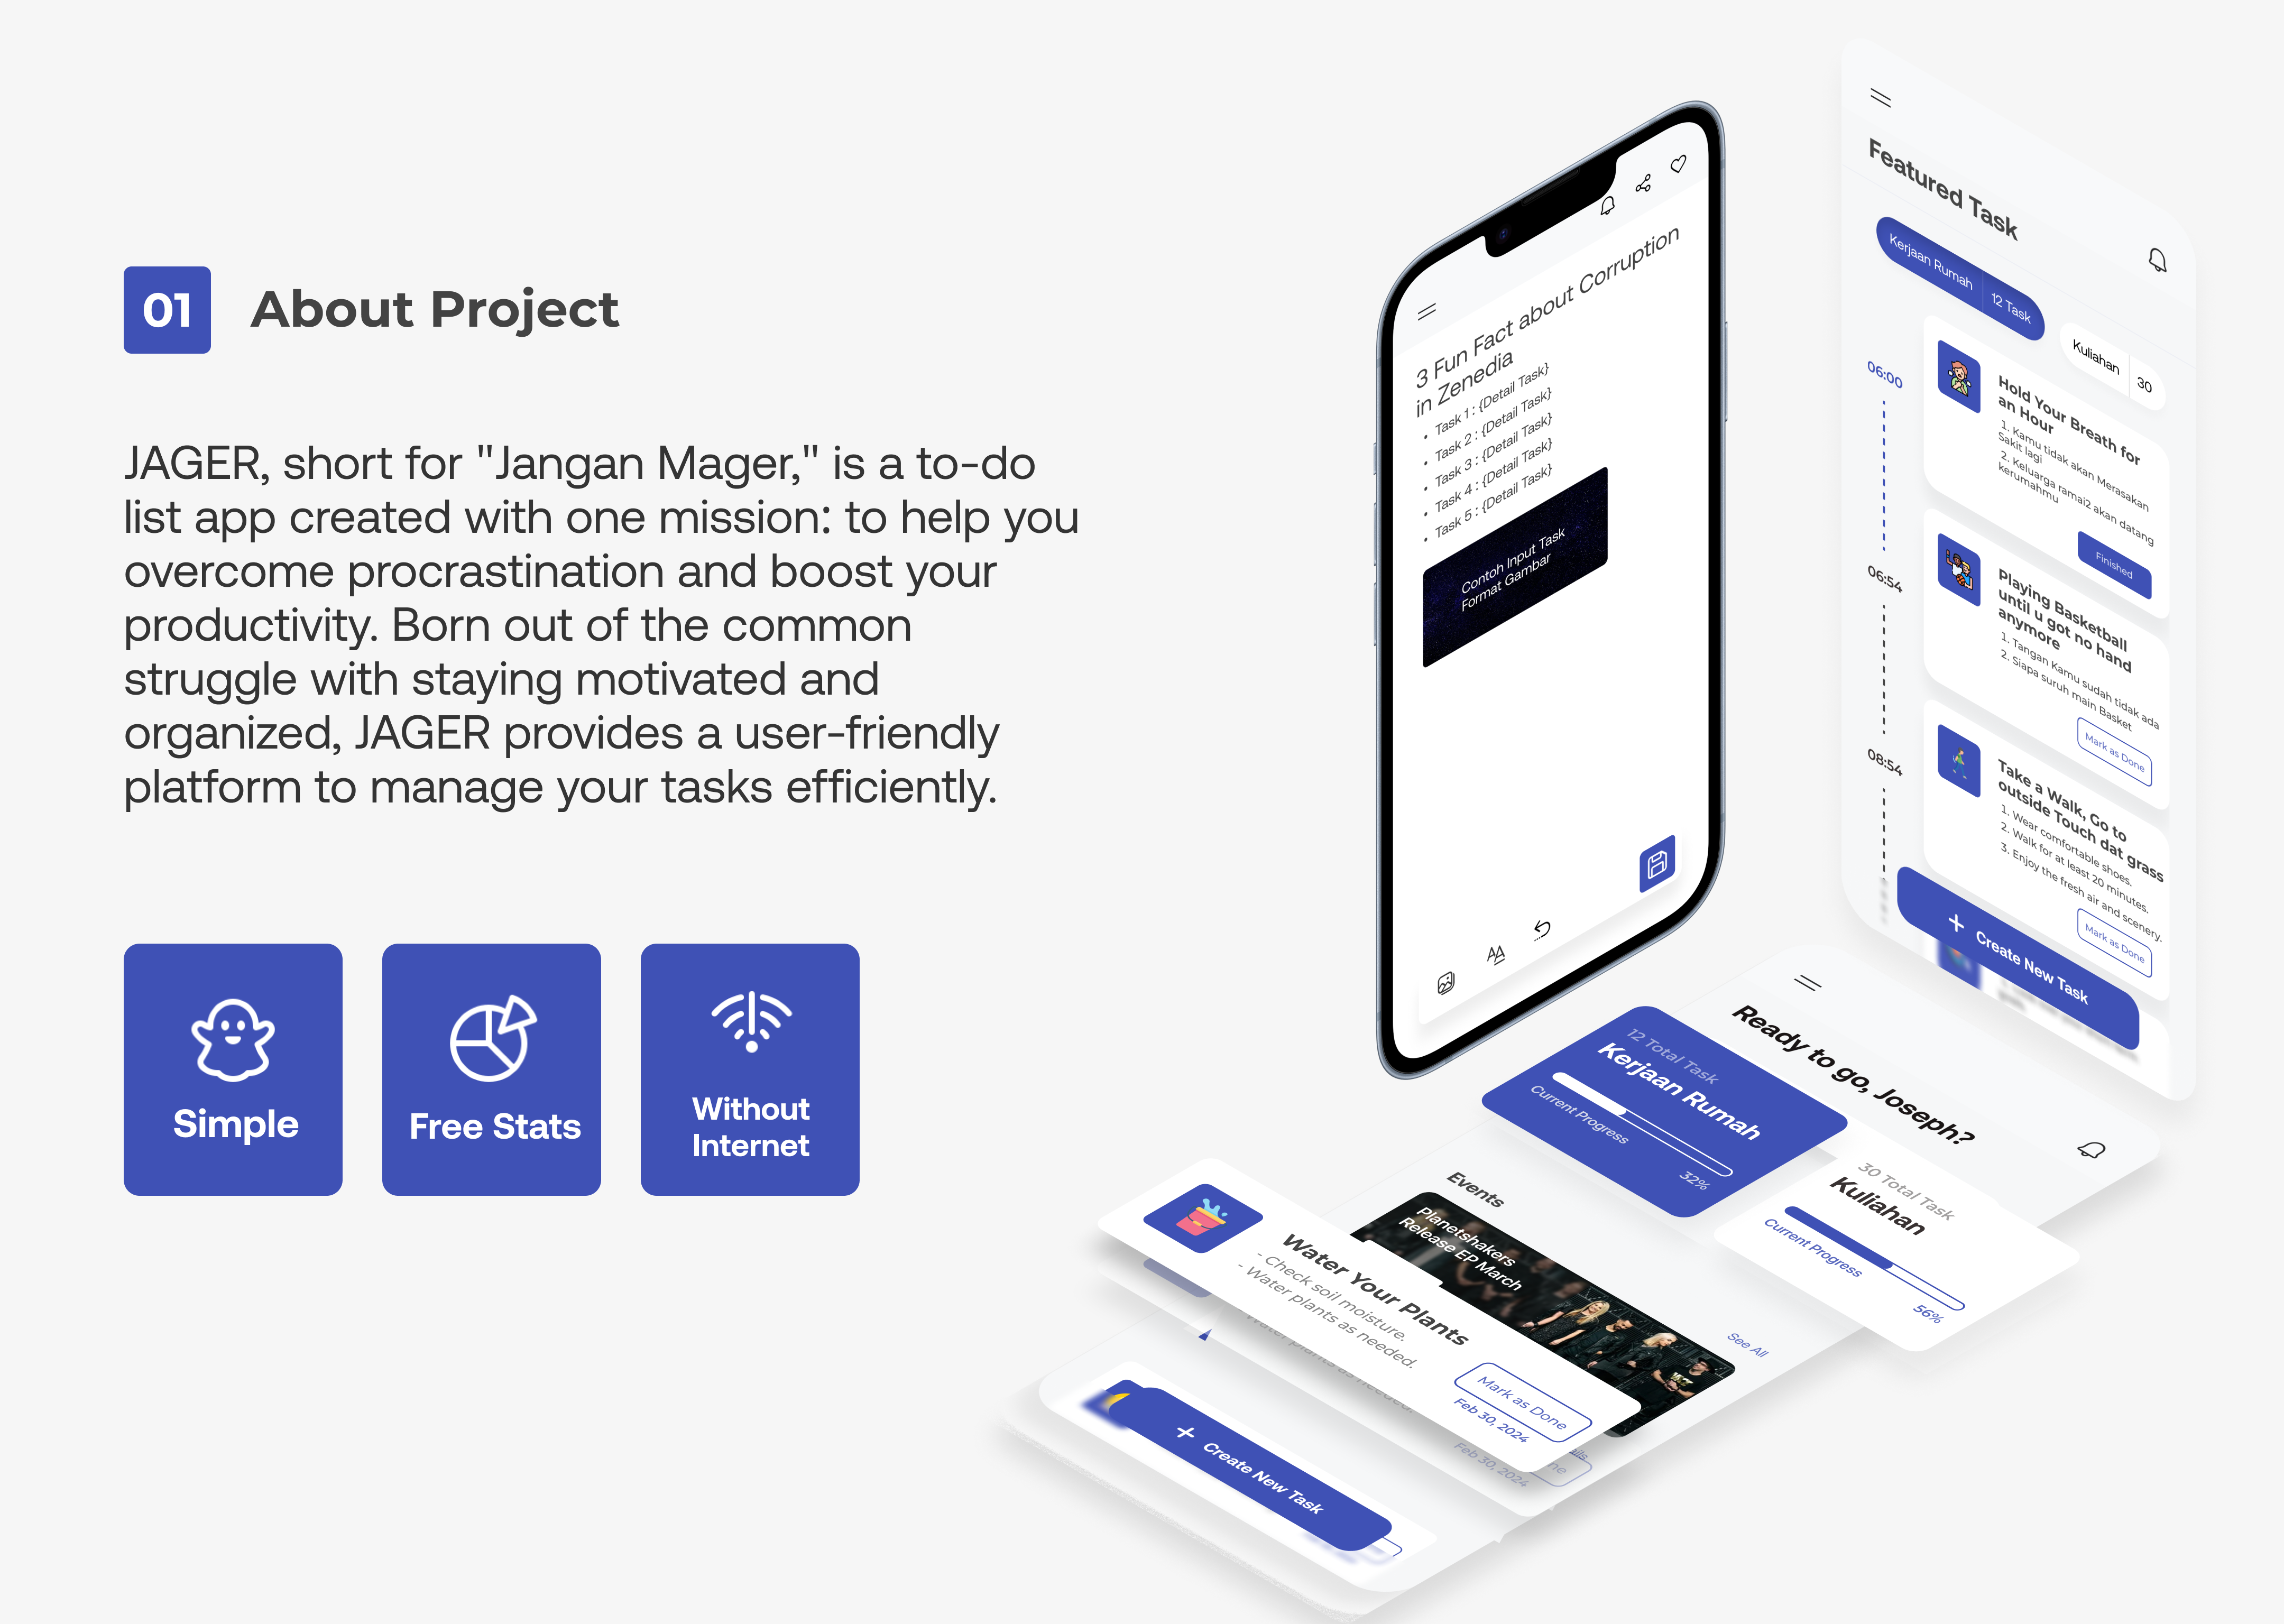 01
About Project
JAGER, short for "Jangan Mager," is a to-do
list app created with one mission: to help you
overcome procrastination and boost your
productivity. Born out of the common
struggle with staying motivated and
organized, JAGER provides a user-friendly
platform to manage your tasks efficiently.
Simple
Free Stats
Without
Internet
3 Fun Fact about Corruption
in Zenedia
• Task 1 : {Detail Task}
• Task 2 : {Detail Task}
• Task 3 : {Detail Task}
• Task 4 : {Detail Task}
• Task 5 : {Detail Task}
Contoh Input Task
Format Gambar
AA
Featured Task
Kerjaan Rumah
12 Task
Kuliahan
30
06:00
Hold Your Breath for
an Hour
1. Kamu tidak akan Merasakan
Sakit lagi
2. Keluarga ramai2 akan datang
kerumahmu
Finished
06:54
Playing Basketball
until u got no hand
anymore
1. Tangan Kamu sudah tidak ada
2. Siapa suruh main Basket
Mark as Done
08:54
Take a Walk, Go to
outside Touch dat grass
1. Wear comfortable shoes.
2. Walk for at least 20 minutes.
3. Enjoy the fresh air and scenery.
Mark as Done
+ Create New Task
Ready to go, Joseph?
12 Total Task
Kerjaan Rumah
Current Progress
32%
30 Total Task
Kuliahan
Current Progress
56%
Events
See All
Planetshakers
Release EP March
Water Your Plants
- Check soil moisture.
- Water plants as needed.
Mark as Done
Feb 30, 2024
Water plants as needed.
Feb 30, 2024
+ Create New Task